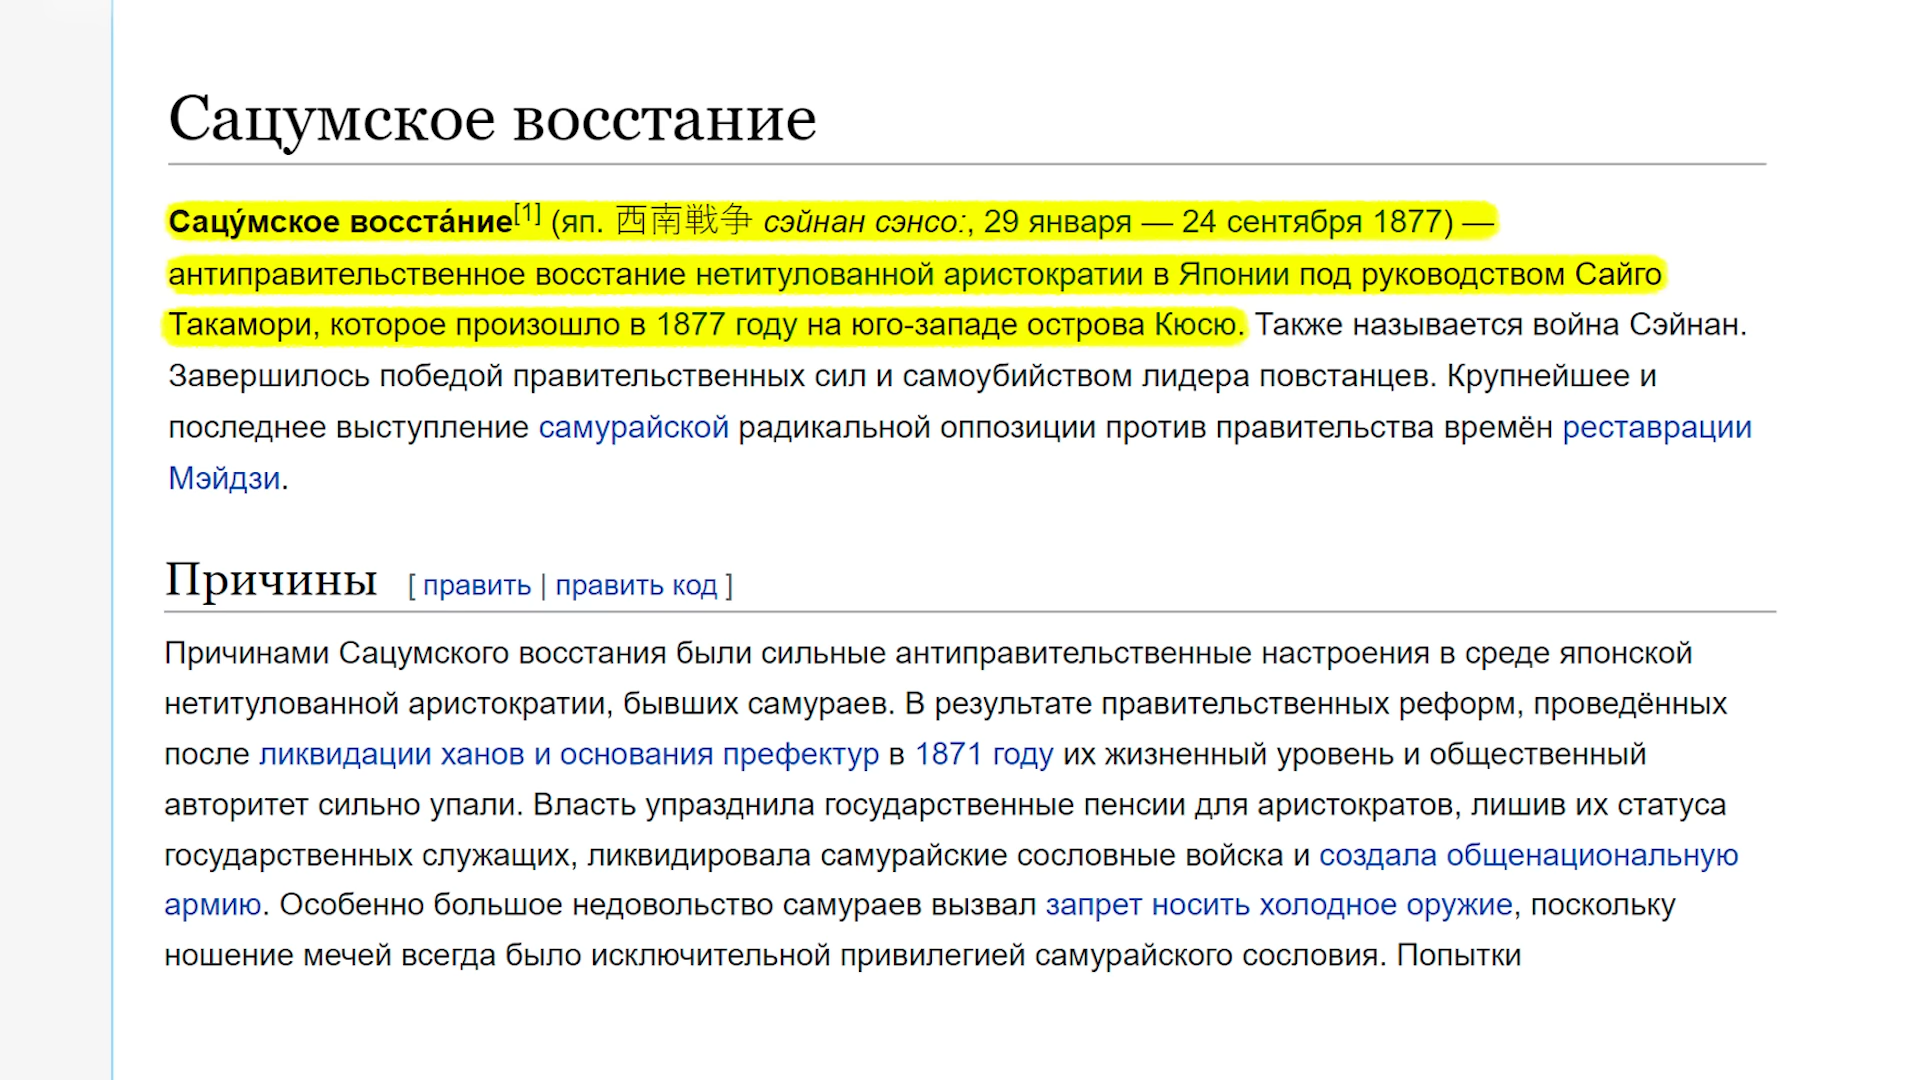 Сацумское восстание
Сацу́мское восста́ние[1] (яп. 西南戦争 сэйнан сэнсо:, 29 января — 24 сентября 1877) —
антиправительственное восстание нетитулованной аристократии в Японии под руководством Сайго
Такамори, которое произошло в 1877 году на юго-западе острова Кюсю. Также называется война Сэйнан.
Завершилось победой правительственных сил и самоубийством лидера повстанцев. Крупнейшее и
последнее выступление самурайской радикальной оппозиции против правительства времён реставрации
Мэйдзи.
Причины [ править | править код ]
Причинами Сацумского восстания были сильные антиправительственные настроения в среде японской
нетитулованной аристократии, бывших самураев. В результате правительственных реформ, проведённых
после ликвидации ханов и основания префектур в 1871 году их жизненный уровень и общественный
авторитет сильно упали. Власть упразднила государственные пенсии для аристократов, лишив их статуса
государственных служащих, ликвидировала самурайские сословные войска и создала общенациональную
армию. Особенно большое недовольство самураев вызвал запрет носить холодное оружие, поскольку
ношение мечей всегда было исключительной привилегией самурайского сословия. Попытки